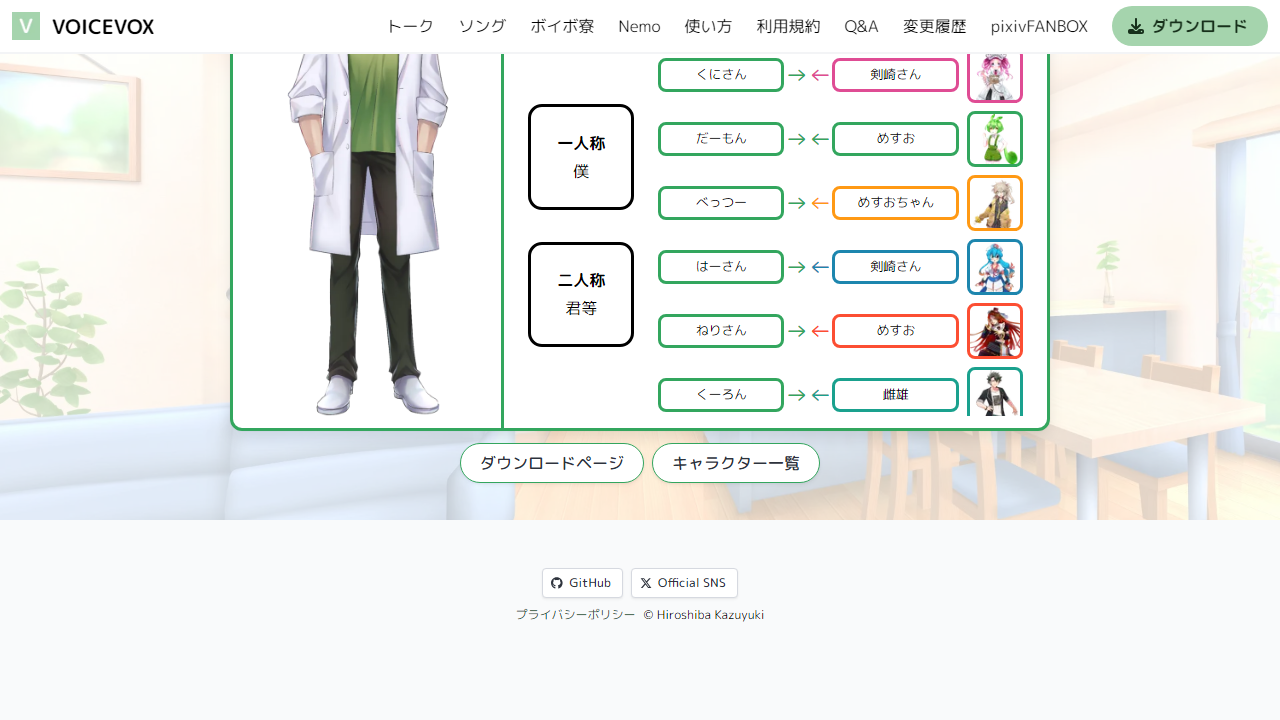 V VOICEVOX
トーク ソング ボイボ寮 Nemo 使い方 利用規約 Q&A 変更履歴 pixivFANBOX ダウンロード
一人称
僕
二人称
君等
くにさん → ← 剣崎さん
だーもん → ← めすお
べっつー → ← めすおちゃん
はーさん → ← 剣崎さん
ねりさん → ← めすお
くーろん → ← 雌雄
ダウンロードページ キャラクター一覧
GitHub Official SNS
プライバシーポリシー © Hiroshiba Kazuyuki